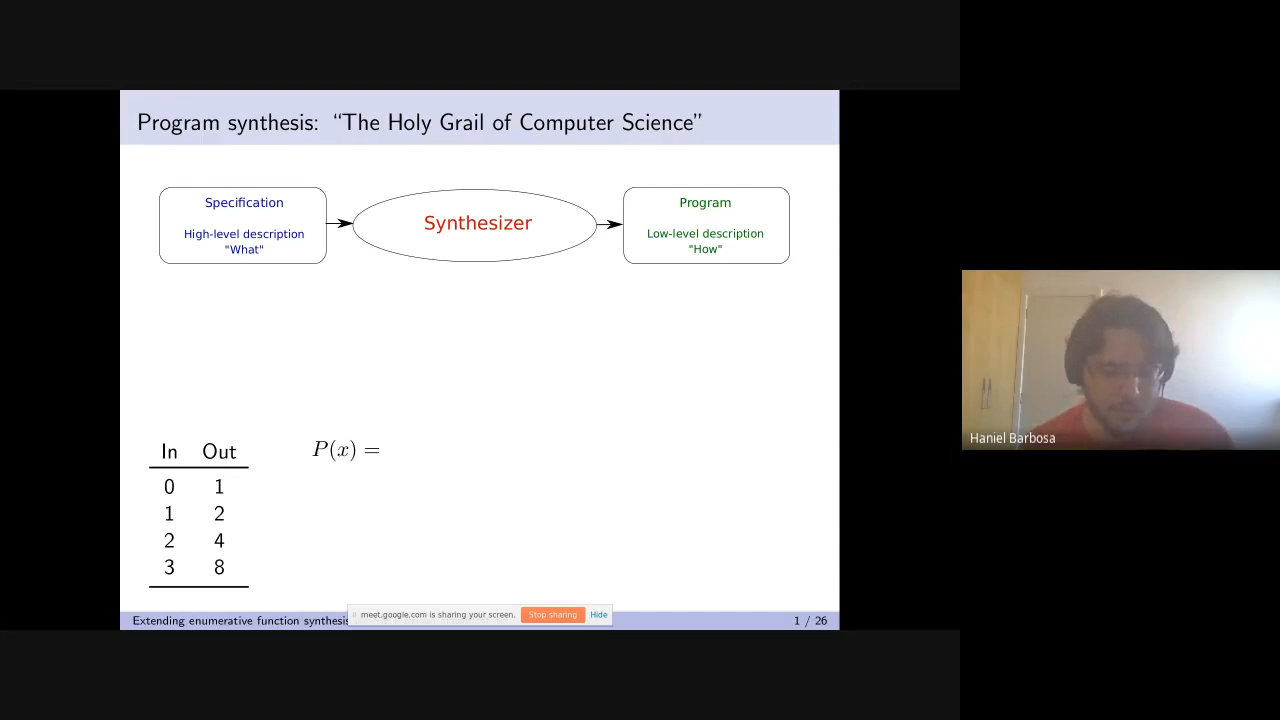 Program synthesis: “The Holy Grail of Computer Science”
Specification
High-level description
"What"
Synthesizer
Program
Low-level description
"How"
In Out
0 1
1 2
2 4
3 8
P(x) =
Haniel Barbosa
meet.google.com is sharing your screen. Stop sharing Hide
Extending enumerative function synthesis
1 / 26